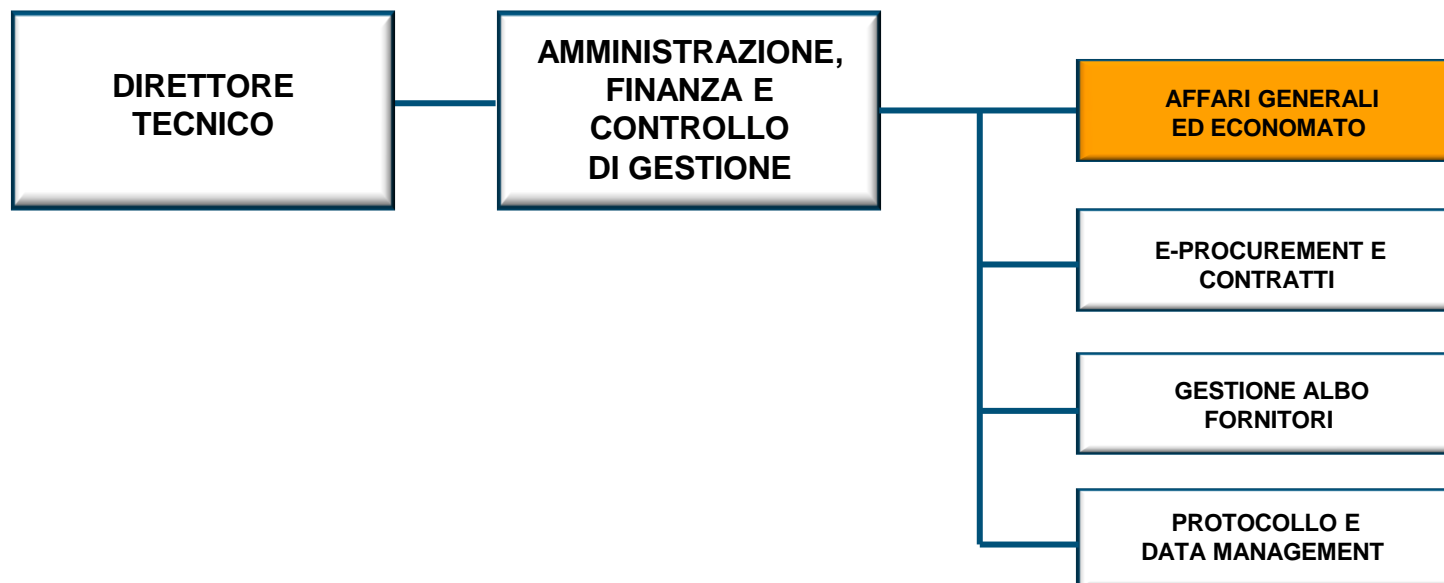 DIRETTORE
TECNICO
AMMINISTRAZIONE,
FINANZA E
CONTROLLO
DI GESTIONE
AFFARI GENERALI
ED ECONOMATO
E-PROCUREMENT E
CONTRATTI
GESTIONE ALBO
FORNITORI
PROTOCOLLO E
DATA MANAGEMENT